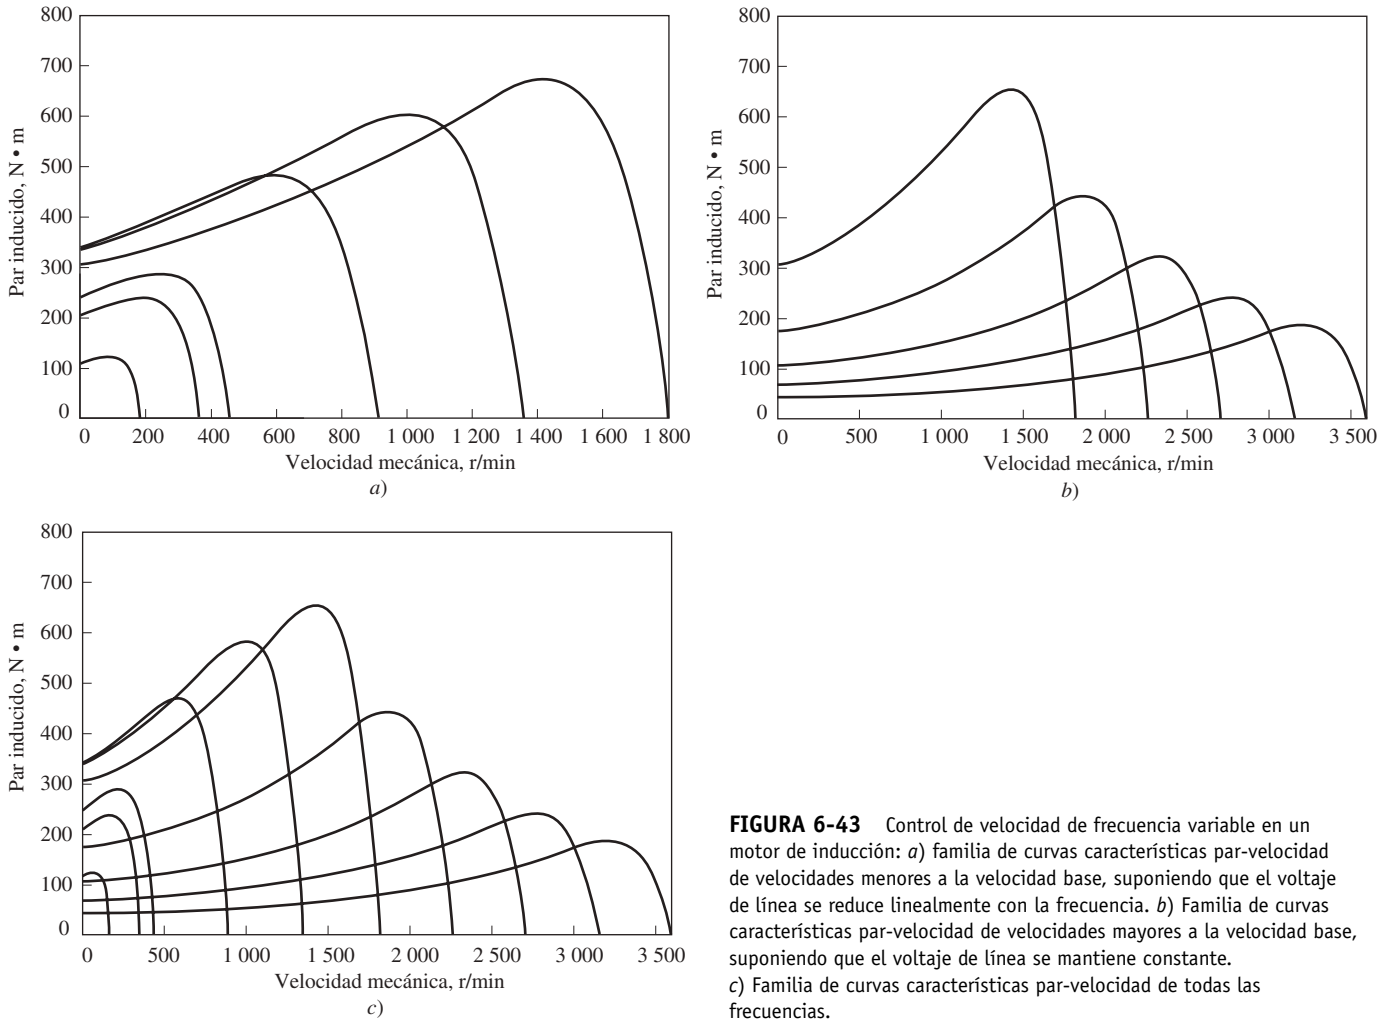 800
700
600
500
400
300
200
100
0
Par inducido, N • m
0 200 400 600 800 1 000 1 200 1 400 1 600 1 800
Velocidad mecánica, r/min
a)
800
700
600
500
400
300
200
100
0
Par inducido, N • m
0 500 1 000 1 500 2 000 2 500 3 000 3 500
Velocidad mecánica, r/min
b)
800
700
600
500
400
300
200
100
0
Par inducido, N • m
0 500 1 000 1 500 2 000 2 500 3 000 3 500
Velocidad mecánica, r/min
c)
FIGURA 6-43 Control de velocidad de frecuencia variable en un
motor de inducción: a) familia de curvas características par-velocidad
de velocidades menores a la velocidad base, suponiendo que el voltaje
de línea se reduce linealmente con la frecuencia. b) Familia de curvas
características par-velocidad de velocidades mayores a la velocidad base,
suponiendo que el voltaje de línea se mantiene constante.
c) Familia de curvas características par-velocidad de todas las
frecuencias.